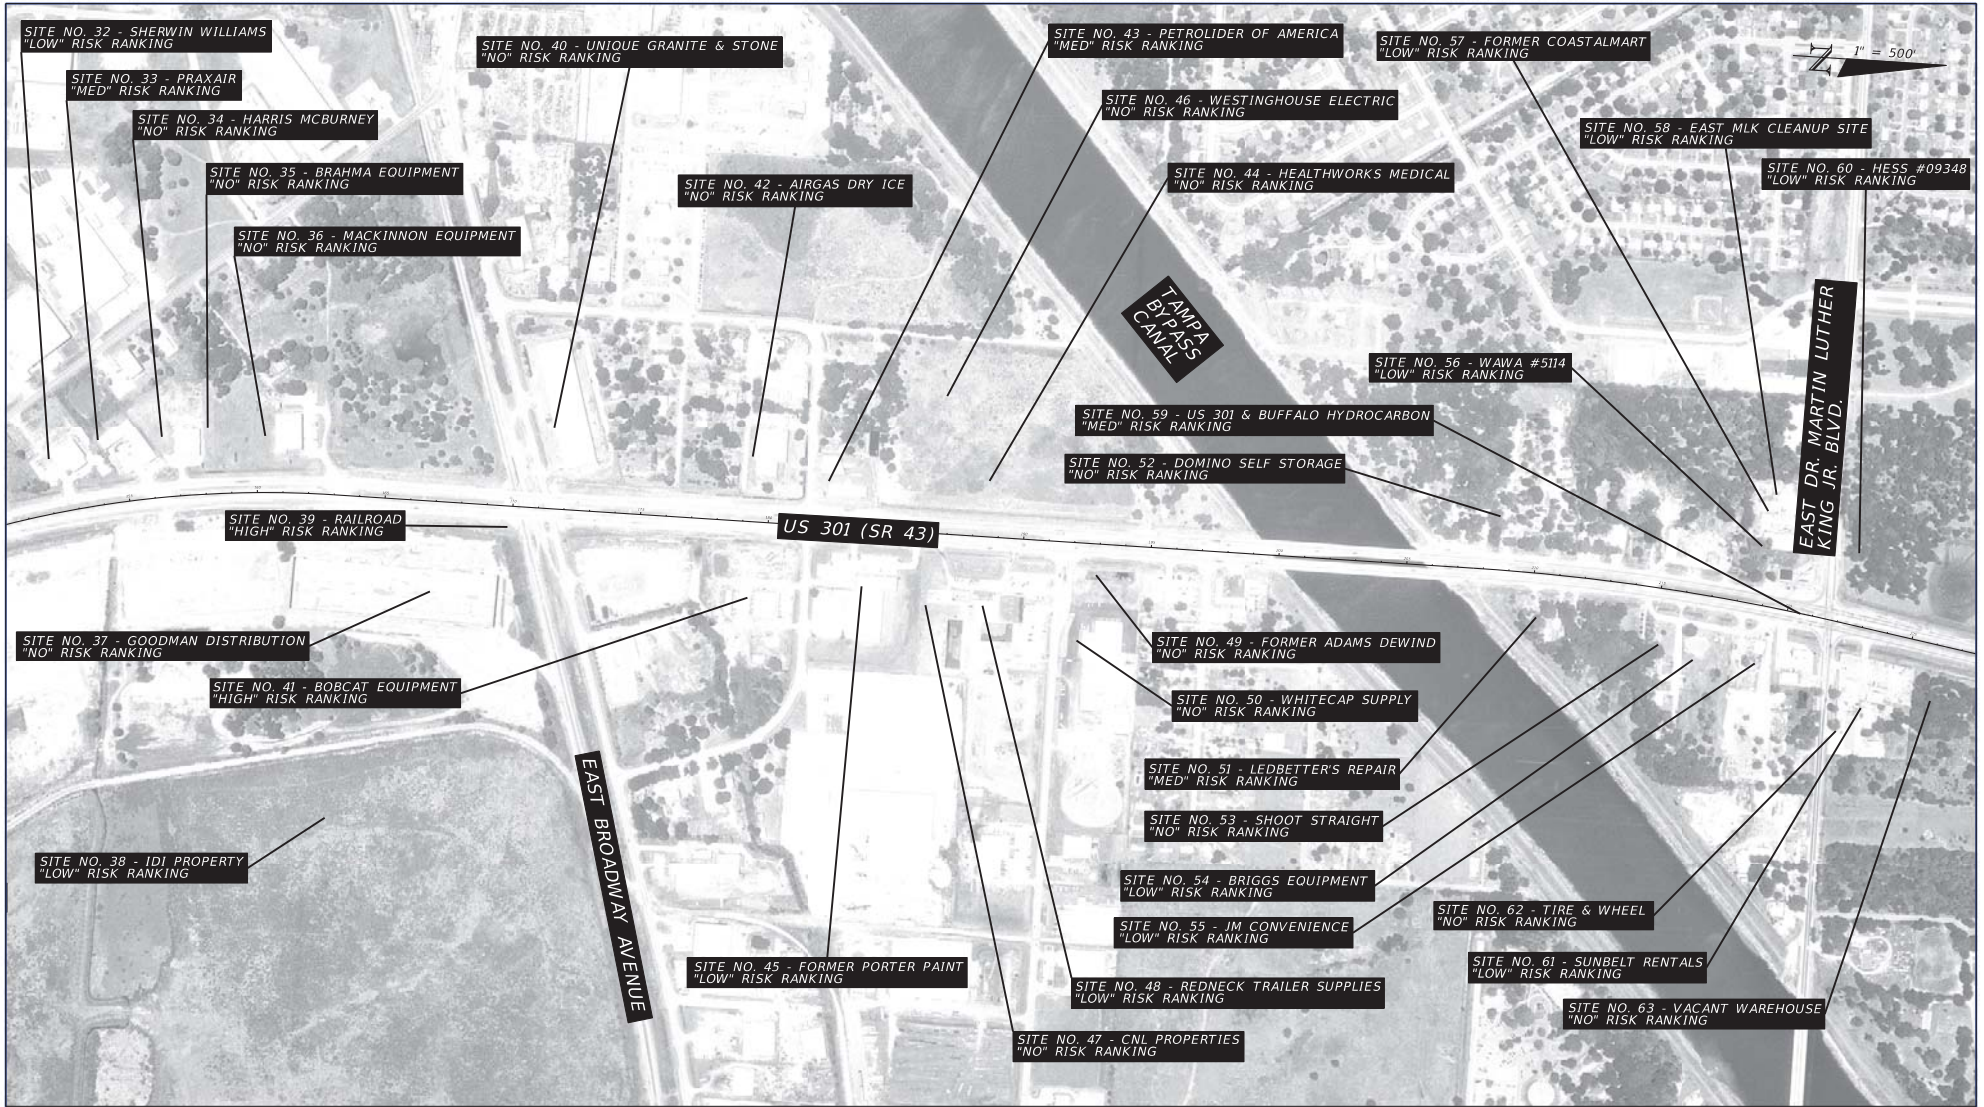 SITE NO. 32 - SHERWIN WILLIAMS
"LOW" RISK RANKING
SITE NO. 33 - PRAXAIR
"MED" RISK RANKING
SITE NO. 34 - HARRIS MCBURNEY
"NO" RISK RANKING
SITE NO. 35 - BRAHMA EQUIPMENT
"NO" RISK RANKING
SITE NO. 36 - MACKINNON EQUIPMENT
"NO" RISK RANKING
SITE NO. 40 - UNIQUE GRANITE & STONE
"NO" RISK RANKING
SITE NO. 42 - AIRGAS DRY ICE
"NO" RISK RANKING
SITE NO. 43 - PETROLIDER OF AMERICA
"MED" RISK RANKING
SITE NO. 46 - WESTINGHOUSE ELECTRIC
"NO" RISK RANKING
SITE NO. 44 - HEALTHWORKS MEDICAL
"NO" RISK RANKING
SITE NO. 57 - FORMER COASTALMART
"LOW" RISK RANKING
SITE NO. 58 - EAST MLK CLEANUP SITE
"LOW" RISK RANKING
SITE NO. 60 - HESS #09348
"LOW" RISK RANKING
N
1" = 500'
TAMPA
BYPASS
CANAL
SITE NO. 56 - WAWA #5114
"LOW" RISK RANKING
SITE NO. 59 - US 301 & BUFFALO HYDROCARBON
"MED" RISK RANKING
SITE NO. 52 - DOMINO SELF STORAGE
"NO" RISK RANKING
EAST DR. MARTIN LUTHER
KING JR. BLVD.
SITE NO. 39 - RAILROAD
"HIGH" RISK RANKING
US 301 (SR 43)
SITE NO. 37 - GOODMAN DISTRIBUTION
"NO" RISK RANKING
SITE NO. 41 - BOBCAT EQUIPMENT
"HIGH" RISK RANKING
SITE NO. 38 - IDI PROPERTY
"LOW" RISK RANKING
EAST BROADWAY AVENUE
SITE NO. 49 - FORMER ADAMS DEWIND
"NO" RISK RANKING
SITE NO. 50 - WHITECAP SUPPLY
"NO" RISK RANKING
SITE NO. 51 - LEDBETTER'S REPAIR
"MED" RISK RANKING
SITE NO. 53 - SHOOT STRAIGHT
"NO" RISK RANKING
SITE NO. 54 - BRIGGS EQUIPMENT
"LOW" RISK RANKING
SITE NO. 55 - JM CONVENIENCE
"LOW" RISK RANKING
SITE NO. 45 - FORMER PORTER PAINT
"LOW" RISK RANKING
SITE NO. 48 - REDNECK TRAILER SUPPLIES
"LOW" RISK RANKING
SITE NO. 47 - CNL PROPERTIES
"NO" RISK RANKING
SITE NO. 62 - TIRE & WHEEL
"NO" RISK RANKING
SITE NO. 61 - SUNBELT RENTALS
"LOW" RISK RANKING
SITE NO. 63 - VACANT WAREHOUSE
"NO" RISK RANKING